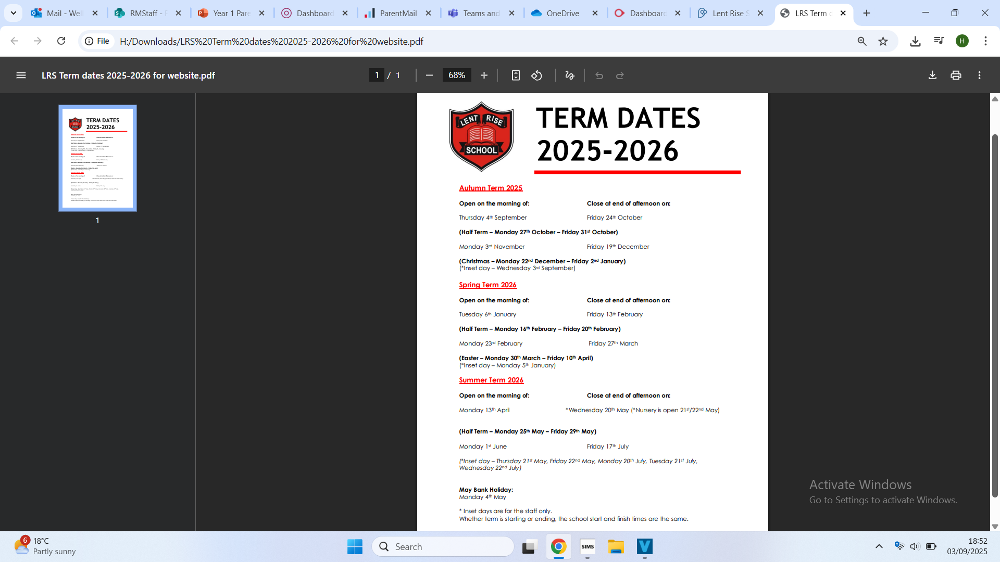 Mail - Well
RMStaff - F
Year 1 Pare
Dashboard
ParentMail
Teams and
OneDrive
Dashboard
Lent Rise S
LRS Term d
File
H:/Downloads/LRS%20Term%20dates%202025-2026%20for%20website.pdf
H
LRS Term dates 2025-2026 for website.pdf
1 / 1
68%
1
LENT RISE
SCHOOL
TERM DATES
2025-2026
Autumn Term 2025
Open on the morning of: Close at end of afternoon on:
Thursday 4th September Friday 24th October
(Half Term – Monday 27th October – Friday 31st October)
Monday 3rd November Friday 19th December
(Christmas – Monday 22nd December – Friday 2nd January)
(*Inset day – Wednesday 3rd September)
Spring Term 2026
Open on the morning of: Close at end of afternoon on:
Tuesday 6th January Friday 13th February
(Half Term – Monday 16th February – Friday 20th February)
Monday 23rd February Friday 27th March
(Easter – Monday 30th March – Friday 10th April)
(*Inset day – Monday 5th January)
Summer Term 2026
Open on the morning of: Close at end of afternoon on:
Monday 13th April *Wednesday 20th May (*Nursery is open 21st/22nd May)
(Half Term – Monday 25th May – Friday 29th May)
Monday 1st June Friday 17th July
(*Inset day – Thursday 21st May, Friday 22nd May, Monday 20th July, Tuesday 21st July,
Wednesday 22nd July)
May Bank Holiday:
Monday 4th May
* Inset days are for the staff only.
Whether term is starting or ending, the school start and finish times are the same.
Activate Windows
Go to Settings to activate Windows.
6
18°C
Partly sunny
Search
SIMS
18:52
03/09/2025